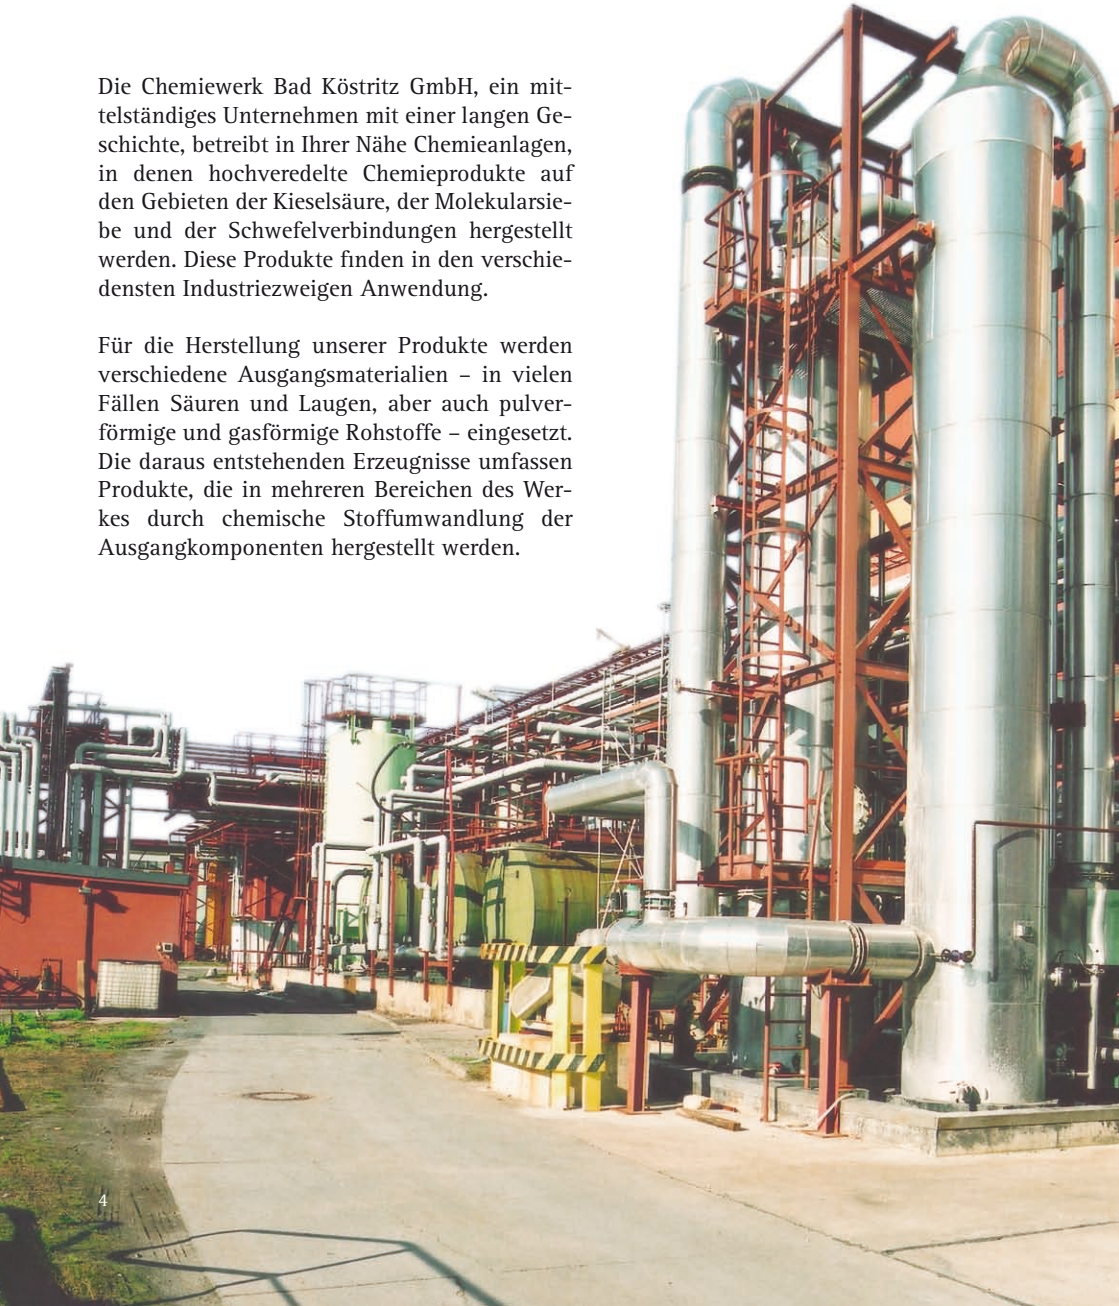 Die Chemiewerk Bad Köstritz GmbH, ein mit-
telständiges Unternehmen mit einer langen Ge-
schichte, betreibt in Ihrer Nähe Chemieanlagen,
in denen hochveredelte Chemieprodukte auf
den Gebieten der Kieselsäure, der Molekularsie-
be und der Schwefelverbindungen hergestellt
werden. Diese Produkte finden in den verschie-
densten Industriezweigen Anwendung.
Für die Herstellung unserer Produkte werden
verschiedene Ausgangsmaterialien – in vielen
Fällen Säuren und Laugen, aber auch pulver-
förmige und gasförmige Rohstoffe – eingesetzt.
Die daraus entstehenden Erzeugnisse umfassen
Produkte, die in mehreren Bereichen des Wer-
kes durch chemische Stoffumwandlung der
Ausgangkomponenten hergestellt werden.
4